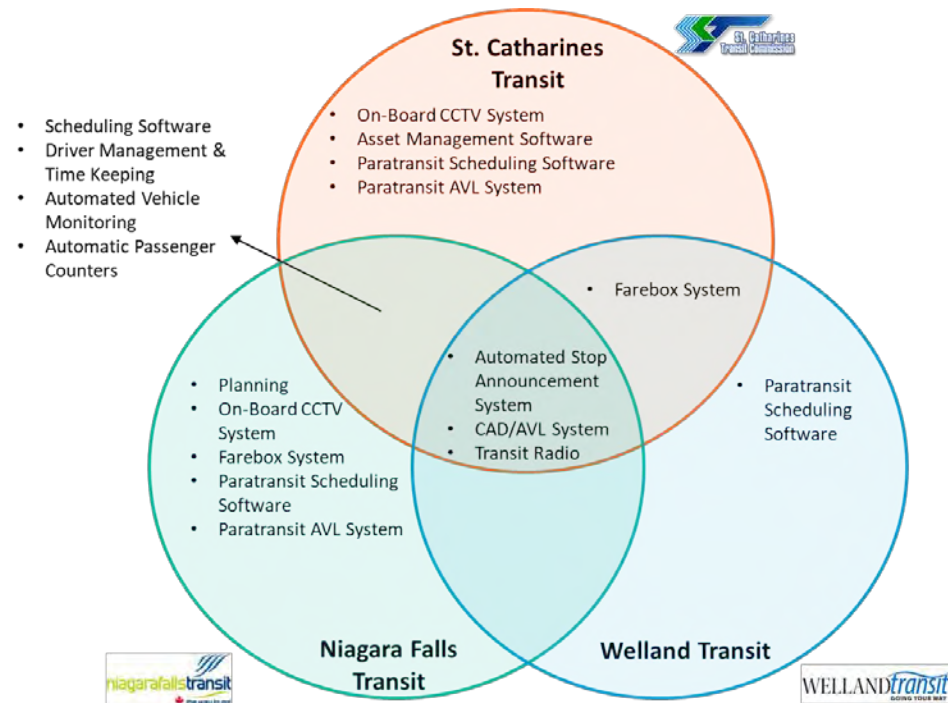 St. Catharines
Transit
St. Catharines
Transit Commission
• On-Board CCTV System
• Asset Management Software
• Paratransit Scheduling Software
• Paratransit AVL System
• Scheduling Software
• Driver Management &
Time Keeping
• Automated Vehicle
Monitoring
• Automatic Passenger
Counters
• Farebox System
• Automated Stop
Announcement
System
• CAD/AVL System
• Transit Radio
• Planning
• On-Board CCTV
System
• Farebox System
• Paratransit Scheduling
Software
• Paratransit AVL System
• Paratransit
Scheduling
Software
Niagara Falls
Transit
Welland Transit
niagarafallstransit
WELLANDtransit
GOING YOUR WAY